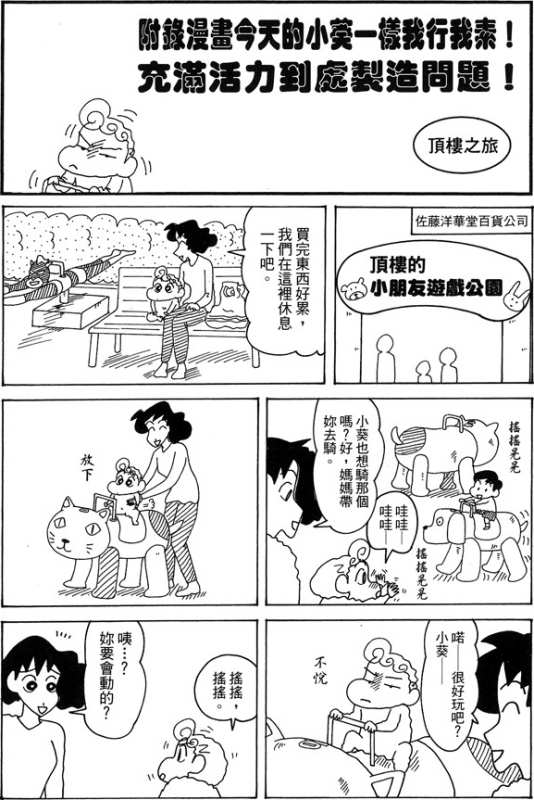 附錄漫畫今天的小葵一樣我行我素！
充滿活力到處製造問題！
頂樓之旅
佐藤洋華堂百貨公司
頂樓的
小朋友遊戲公園
買完東西好累，
我們在這裡休息
一下吧。
搖搖晃晃
小葵也想騎那個
嗎？好，媽媽帶
妳去騎。
哇哇——
哇哇——
搖搖晃晃
放下
喏——很好玩吧？
小葵——
不悅
搖搖，
搖搖。
咦…？
妳要會動的？